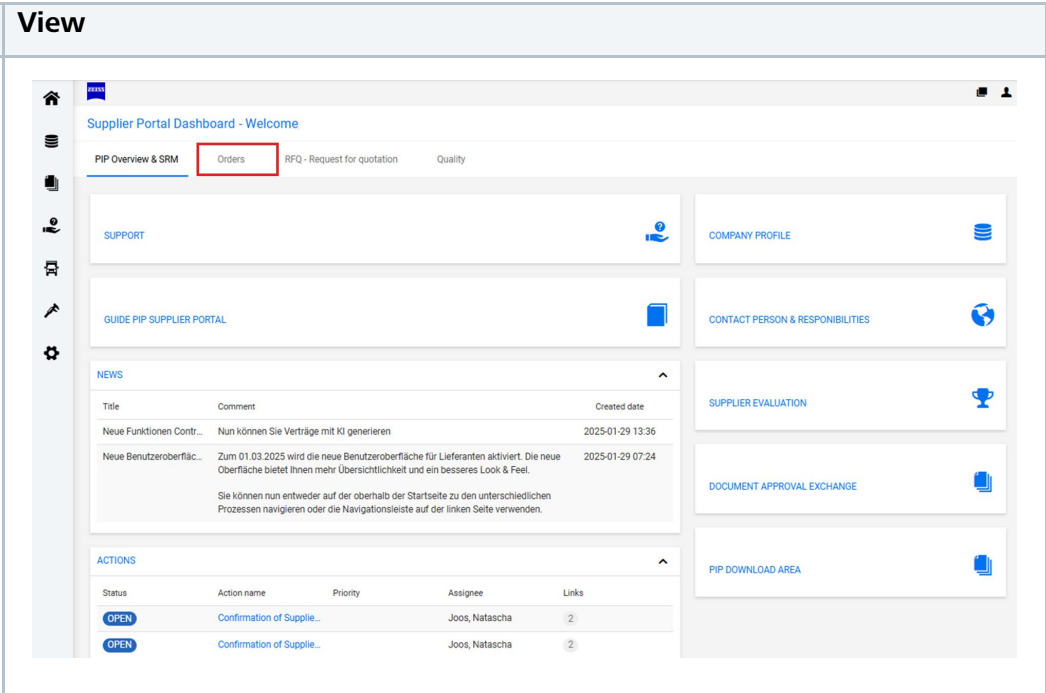 View
ZEISS
Supplier Portal Dashboard - Welcome
PIP Overview & SRM
Orders
RFQ - Request for quotation
Quality
SUPPORT
COMPANY PROFILE
GUIDE PIP SUPPLIER PORTAL
CONTACT PERSON & RESPONIBILITIES
NEWS
Title Comment Created date
Neue Funktionen Contr... Nun können Sie Verträge mit KI generieren 2025-01-29 13:36
Neue Benutzeroberfläc... Zum 01.03.2025 wird die neue Benutzeroberfläche für Lieferanten aktiviert. Die neue 2025-01-29 07:24
Oberfläche bietet Ihnen mehr Übersichtlichkeit und ein besseres Look & Feel.
Sie können nun entweder auf der oberhalb der Startseite zu den unterschiedlichen
Prozessen navigieren oder die Navigationsleiste auf der linken Seite verwenden.
SUPPLIER EVALUATION
DOCUMENT APPROVAL EXCHANGE
PIP DOWNLOAD AREA
ACTIONS
Status Action name Priority Assignee Links
OPEN Confirmation of Supplie... Joos, Natascha 2
OPEN Confirmation of Supplie... Joos, Natascha 2